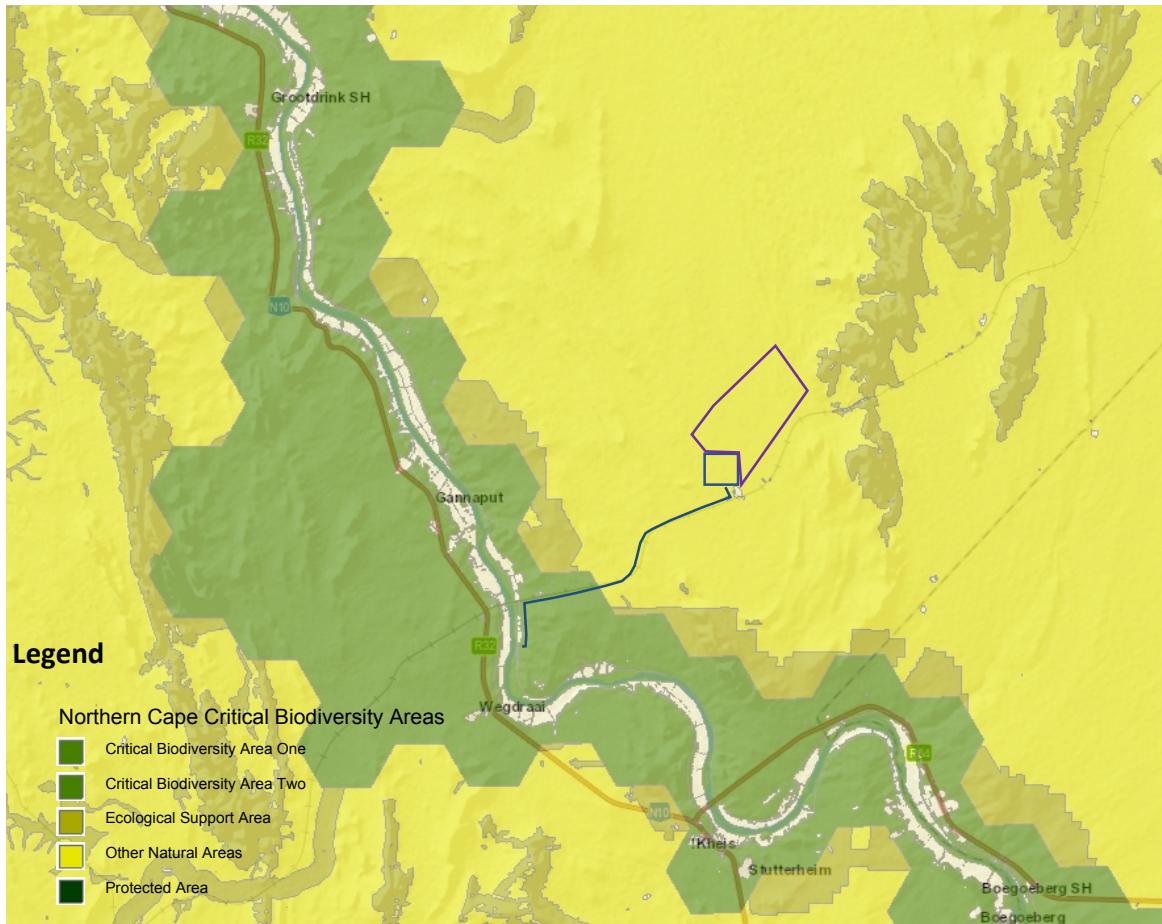 Grootdrink SH
R32
N10
Gannaput
R32
Legend
Wegdraai
Northern Cape Critical Biodiversity Areas
Critical Biodiversity Area One
R64
Critical Biodiversity Area Two
N10
Ecological Support Area
!Kheis
Other Natural Areas
Stutterheim
Protected Area
Boegoeberg SH
Boegoeberg